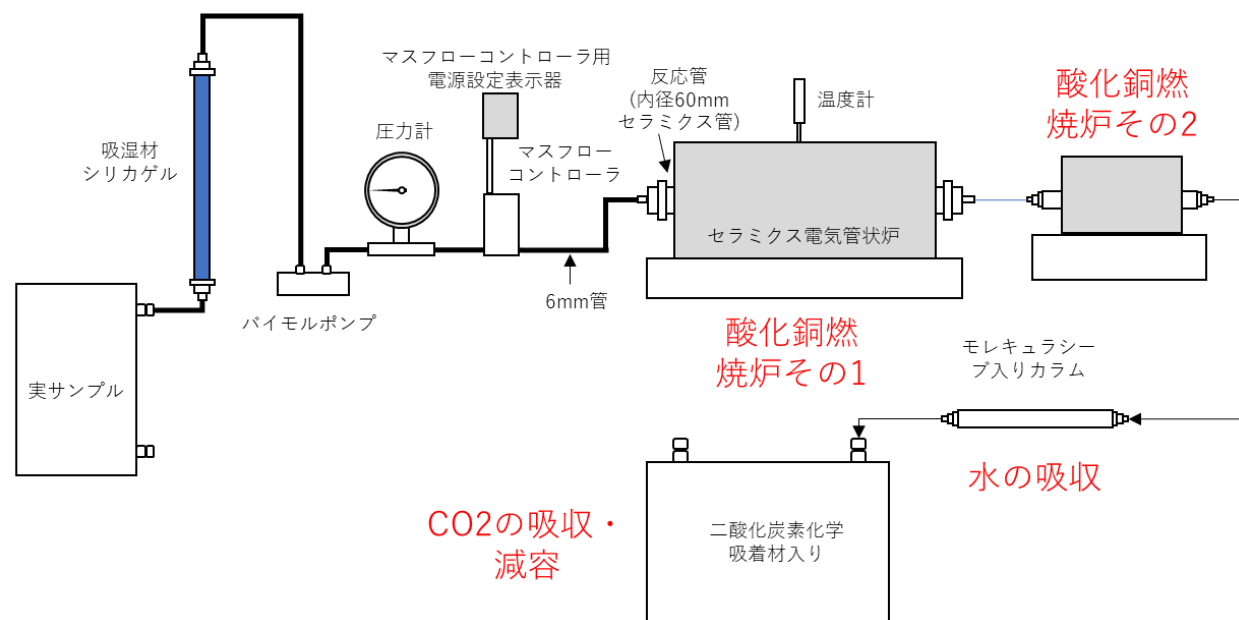 マスフローコントローラ用
電源設定表示器
反応管
(内径60mm
セラミクス管)
温度計
酸化銅燃
焼炉その2
圧力計
マスフロー
コントローラ
吸湿材
シリカゲル
セラミクス電気管状炉
6mm管
バイモルポンプ
酸化銅燃
焼炉その1
モレキュラシー
ブ入りカラム
実サンプル
水の吸収
CO2の吸収・
減容
二酸化炭素化学
吸着材入り